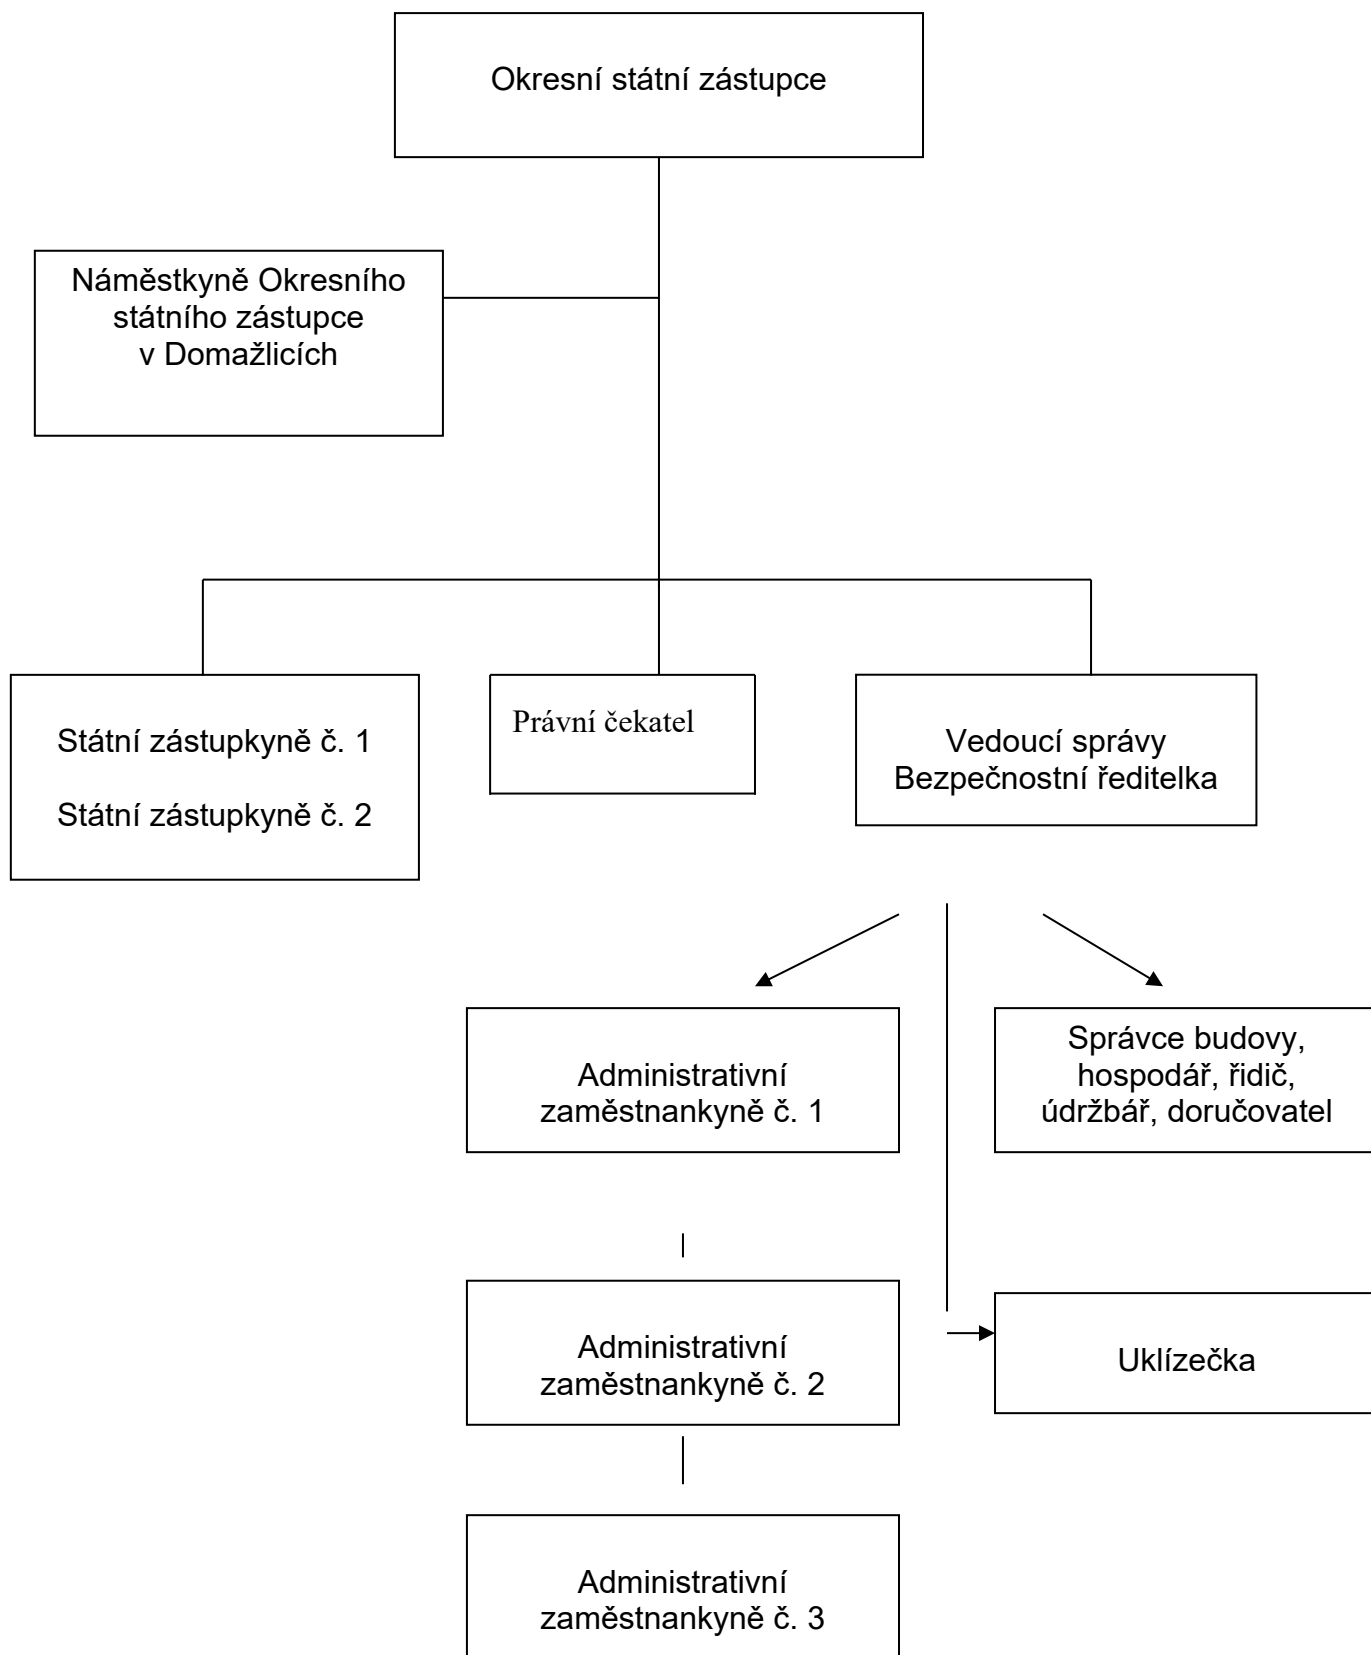 Okresní státní zástupce
Náměstkyně Okresního
státního zástupce
v Domažlicích
Státní zástupkyně č. 1
Státní zástupkyně č. 2
Právní čekatel
Vedoucí správy
Bezpečnostní ředitelka
Administrativní
zaměstnankyně č. 1
Správce budovy,
hospodář, řidič,
údržbář, doručovatel
Administrativní
zaměstnankyně č. 2
Uklízečka
Administrativní
zaměstnankyně č. 3